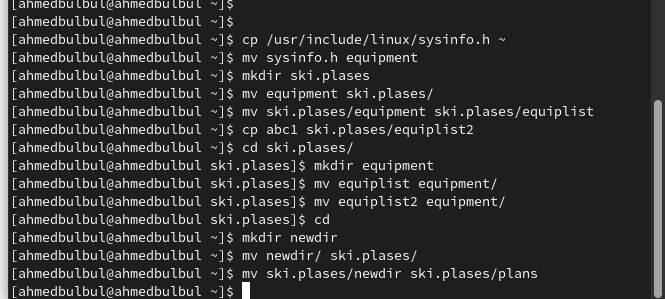 [ahmedbulbul@ahmedbulbul ~]$
[ahmedbulbul@ahmedbulbul ~]$
[ahmedbulbul@ahmedbulbul ~]$ cp /usr/include/linux/sysinfo.h ~
[ahmedbulbul@ahmedbulbul ~]$ mv sysinfo.h equipment
[ahmedbulbul@ahmedbulbul ~]$ mkdir ski.plases
[ahmedbulbul@ahmedbulbul ~]$ mv equipment ski.plases/
[ahmedbulbul@ahmedbulbul ~]$ mv ski.plases/equipment ski.plases/equiplist
[ahmedbulbul@ahmedbulbul ~]$ cp abc1 ski.plases/equiplist2
[ahmedbulbul@ahmedbulbul ~]$ cd ski.plases/
[ahmedbulbul@ahmedbulbul ski.plases]$ mkdir equipment
[ahmedbulbul@ahmedbulbul ski.plases]$ mv equiplist equipment/
[ahmedbulbul@ahmedbulbul ski.plases]$ mv equiplist2 equipment/
[ahmedbulbul@ahmedbulbul ski.plases]$ cd
[ahmedbulbul@ahmedbulbul ~]$ mkdir newdir
[ahmedbulbul@ahmedbulbul ~]$ mv newdir/ ski.plases/
[ahmedbulbul@ahmedbulbul ~]$ mv ski.plases/newdir ski.plases/plans
[ahmedbulbul@ahmedbulbul ~]$